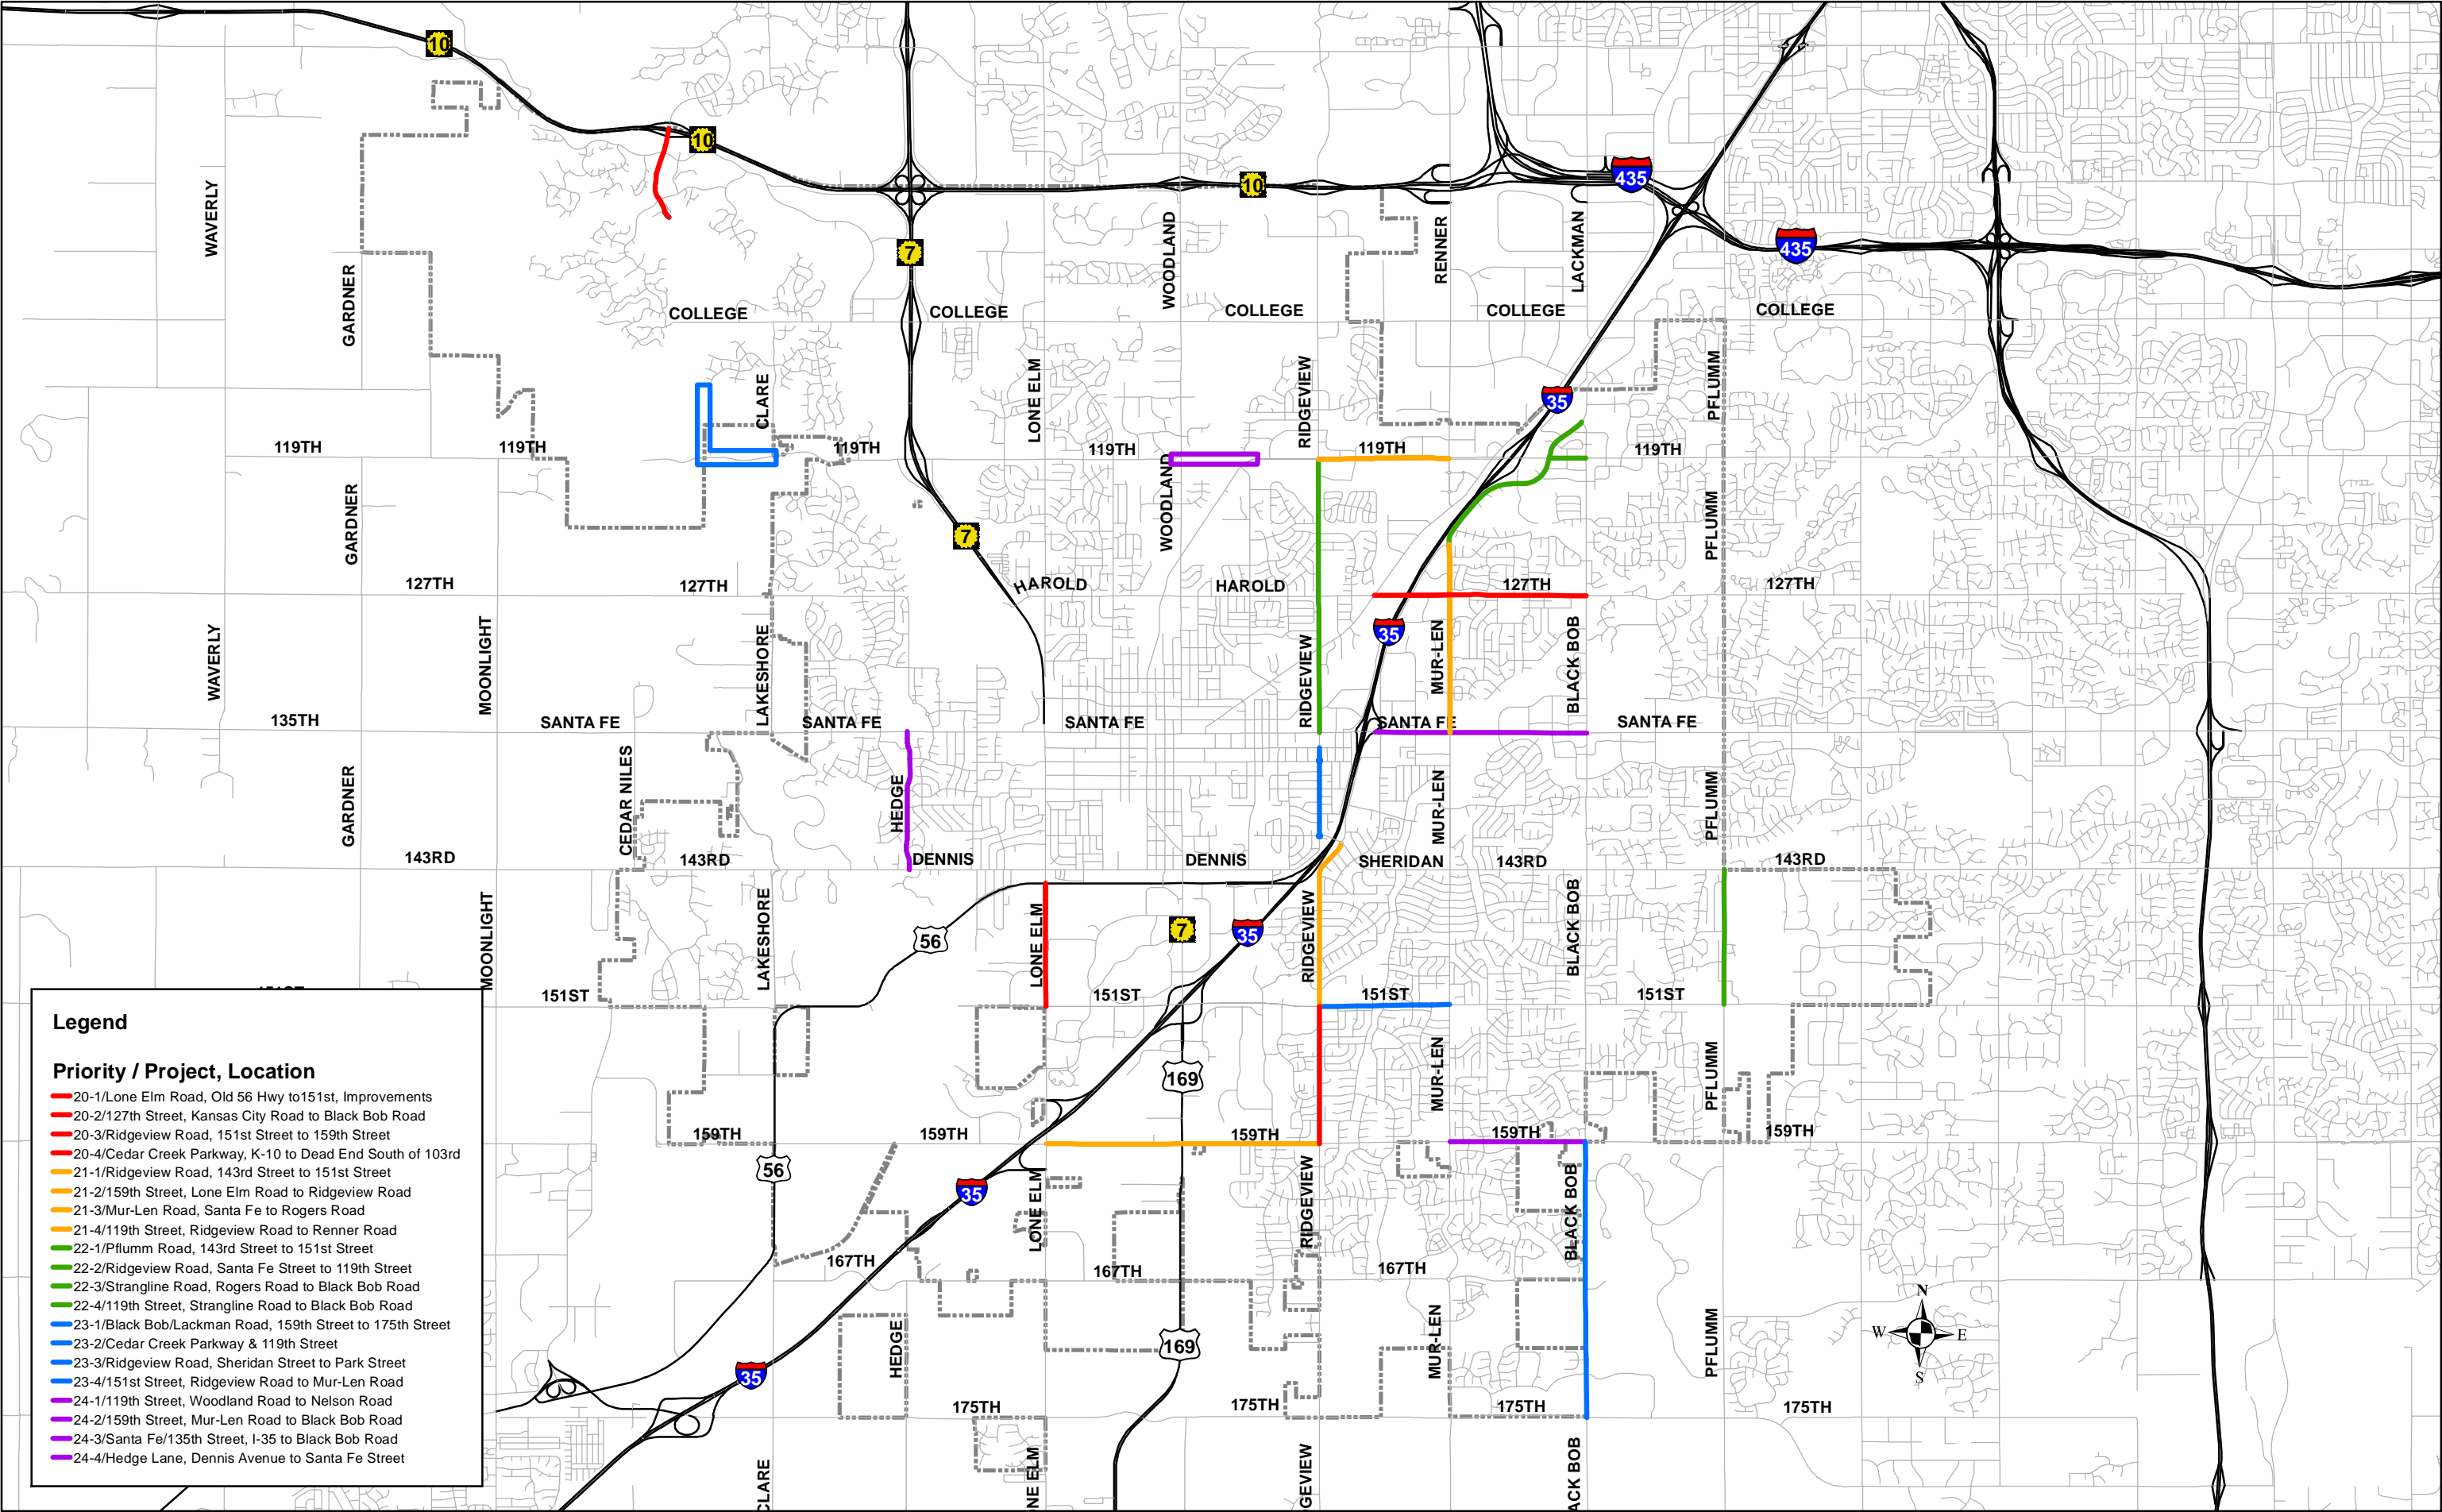 10
10
10
435
WAVERLY
WOODLAND
RENNER
LACKMAN
7
435
GARDNER
COLLEGE
COLLEGE
COLLEGE
COLLEGE
COLLEGE
CLARE
LONE ELM
RIDGEVIEW
35
PFLUMM
119TH
119TH
119TH
119TH
119TH
119TH
GARDNER
WOODLAND
PFLUMM
7
127TH
127TH
HAROLD
HAROLD
127TH
127TH
WAVERLY
MOONLIGHT
LAKESHORE
RIDGEVIEW
35
MUR-LEN
BLACK BOB
135TH
SANTA FE
SANTA FE
SANTA FE
SANTA FE
SANTA FE
GARDNER
CEDAR NILES
HEDGE
MUR-LEN
PFLUMM
143RD
143RD
DENNIS
DENNIS
SHERIDAN
143RD
143RD
MOONLIGHT
LAKESHORE
56
LONE ELM
7
35
RIDGEVIEW
BLACK BOB
151ST
151ST
151ST
151ST
151ST
169
MUR-LEN
PFLUMM
159TH
159TH
159TH
159TH
159TH
56
35
LONE ELM
RIDGEVIEW
BLACK BOB
167TH
167TH
167TH
N
W
E
S
HEDGE
169
MUR-LEN
PFLUMM
35
175TH
175TH
175TH
175TH
CLARE
NE ELM
GEVIEW
ACK BOB
Legend
Priority / Project, Location
20-1/Lone Elm Road, Old 56 Hwy to151st, Improvements
20-2/127th Street, Kansas City Road to Black Bob Road
20-3/Ridgeview Road, 151st Street to 159th Street
20-4/Cedar Creek Parkway, K-10 to Dead End South of 103rd
21-1/Ridgeview Road, 143rd Street to 151st Street
21-2/159th Street, Lone Elm Road to Ridgeview Road
21-3/Mur-Len Road, Santa Fe to Rogers Road
21-4/119th Street, Ridgeview Road to Renner Road
22-1/Pflumm Road, 143rd Street to 151st Street
22-2/Ridgeview Road, Santa Fe Street to 119th Street
22-3/Strangline Road, Rogers Road to Black Bob Road
22-4/119th Street, Strangline Road to Black Bob Road
23-1/Black Bob/Lackman Road, 159th Street to 175th Street
23-2/Cedar Creek Parkway & 119th Street
23-3/Ridgeview Road, Sheridan Street to Park Street
23-4/151st Street, Ridgeview Road to Mur-Len Road
24-1/119th Street, Woodland Road to Nelson Road
24-2/159th Street, Mur-Len Road to Black Bob Road
24-3/Santa Fe/135th Street, I-35 to Black Bob Road
24-4/Hedge Lane, Dennis Avenue to Santa Fe Street